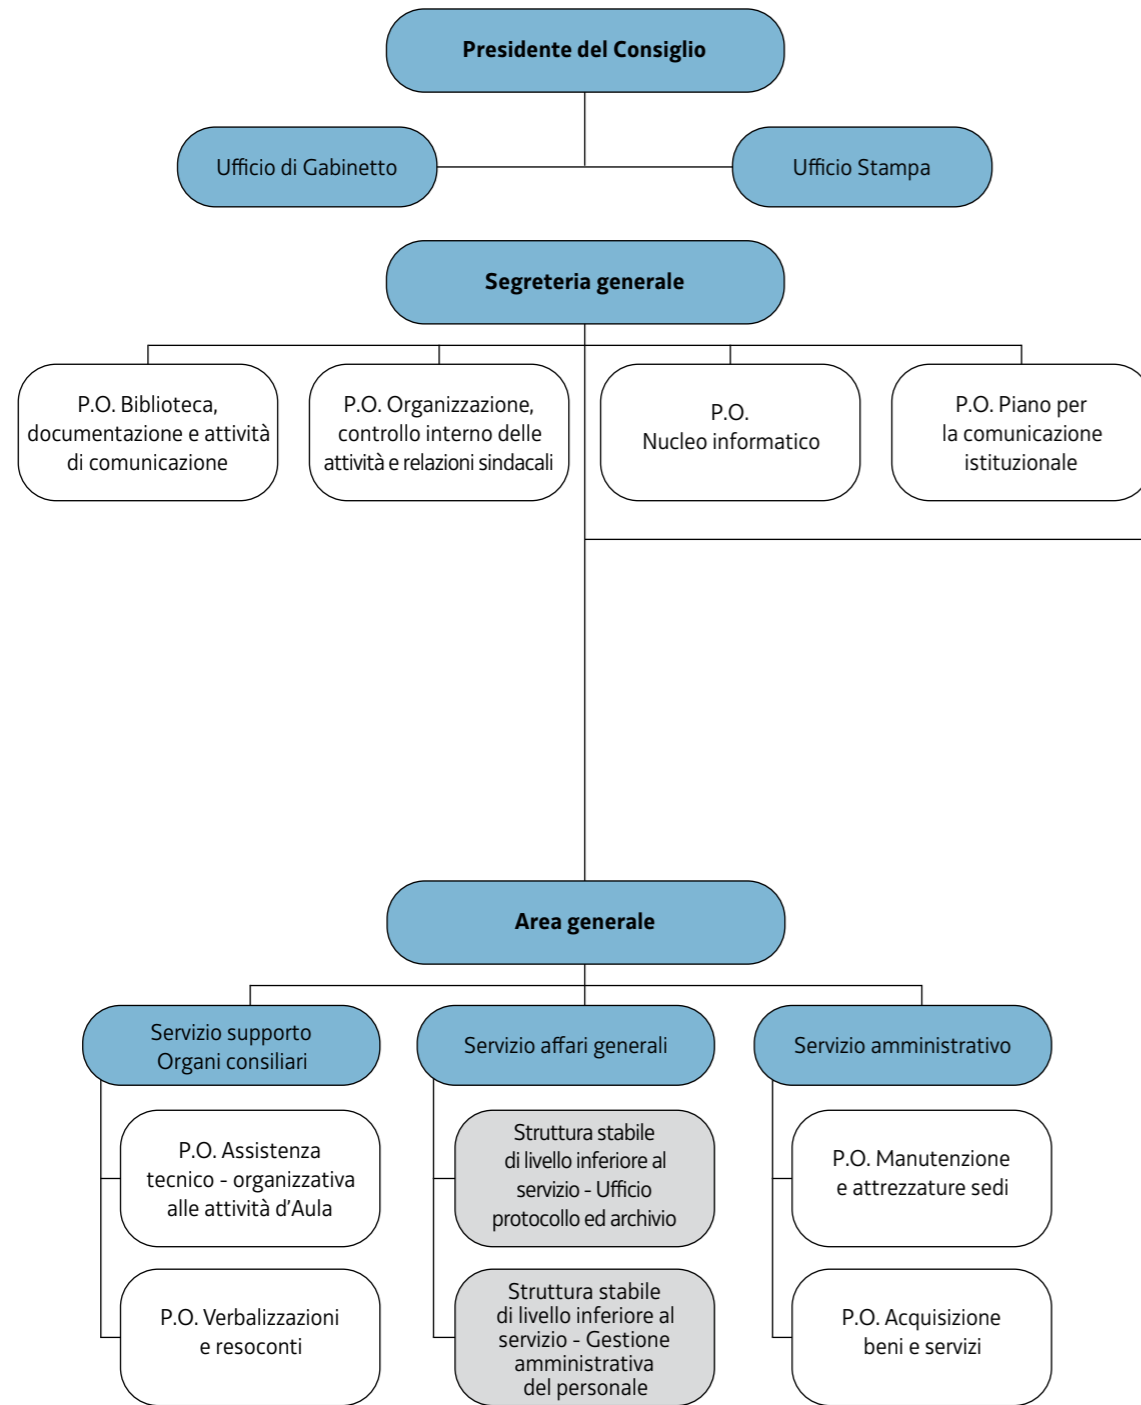 Presidente del Consiglio
Ufficio di Gabinetto
Ufficio Stampa
Segreteria generale
P.O. Biblioteca,
documentazione e attività
di comunicazione
P.O. Organizzazione,
controllo interno delle
attività e relazioni sindacali
P.O.
Nucleo informatico
P.O. Piano per
la comunicazione
istituzionale
Area generale
Servizio supporto
Organi consiliari
Servizio affari generali
Servizio amministrativo
P.O. Assistenza
tecnico - organizzativa
alle attività d’Aula
Struttura stabile
di livello inferiore al
servizio - Ufficio
protocollo ed archivio
P.O. Manutenzione
e attrezzature sedi
P.O. Verbalizzazioni
e resoconti
Struttura stabile
di livello inferiore al
servizio - Gestione
amministrativa
del personale
P.O. Acquisizione
beni e servizi